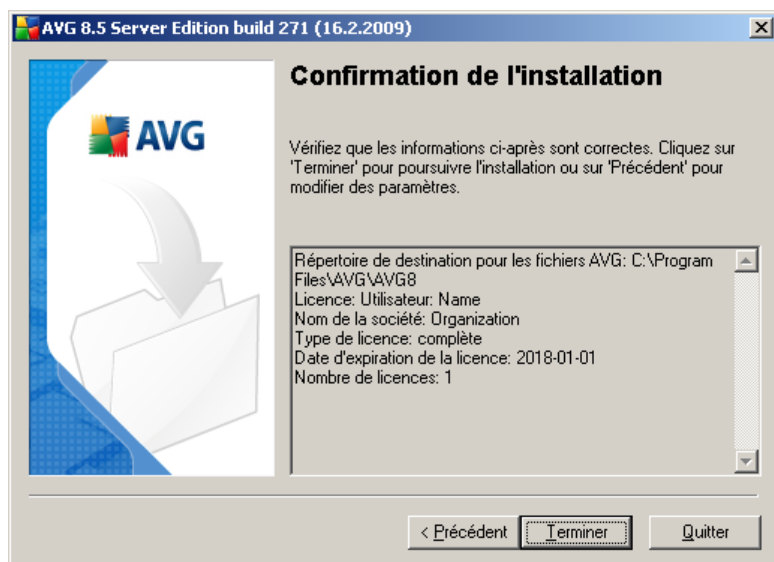 AVG 8.5 Server Edition build 271 (16.2.2009)
AVG
Confirmation de l'installation
Vérifiez que les informations ci-après sont correctes. Cliquez sur
'Terminer' pour poursuivre l'installation ou sur 'Précédent' pour
modifier des paramètres.
Répertoire de destination pour les fichiers AVG: C:\Program
Files\AVG\AVG8
Licence: Utilisateur: Name
Nom de la société: Organization
Type de licence: complète
Date d'expiration de la licence: 2018-01-01
Nombre de licences: 1
< Précédent Terminer Quitter